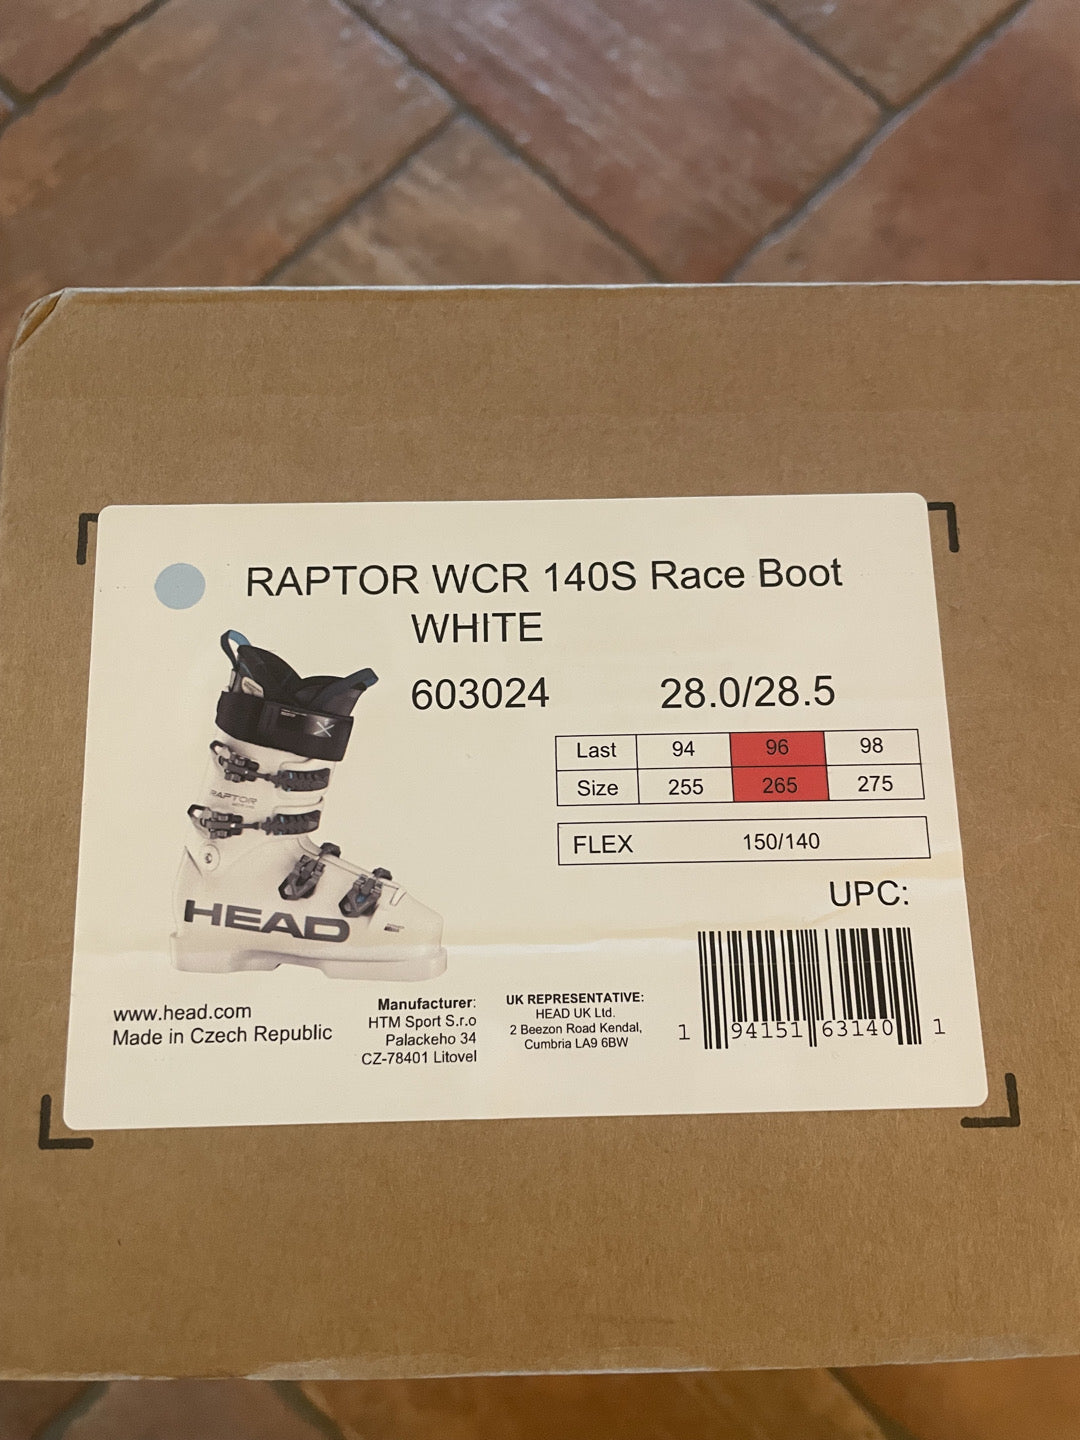 RAPTOR WCR 140S Race Boot
WHITE
603024 28.0/28.5
Last 94 96 98
Size 255 265 275
FLEX 150/140
UPC:
RAPTOR
HEAD
www.head.com
Made in Czech Republic
Manufacturer:
HTM Sport S.r.o
Palackeho 34
CZ-78401 Litovel
UK REPRESENTATIVE:
HEAD UK Ltd.
2 Beezon Road Kendal,
Cumbria LA9 6BW
1 94151 63140 1